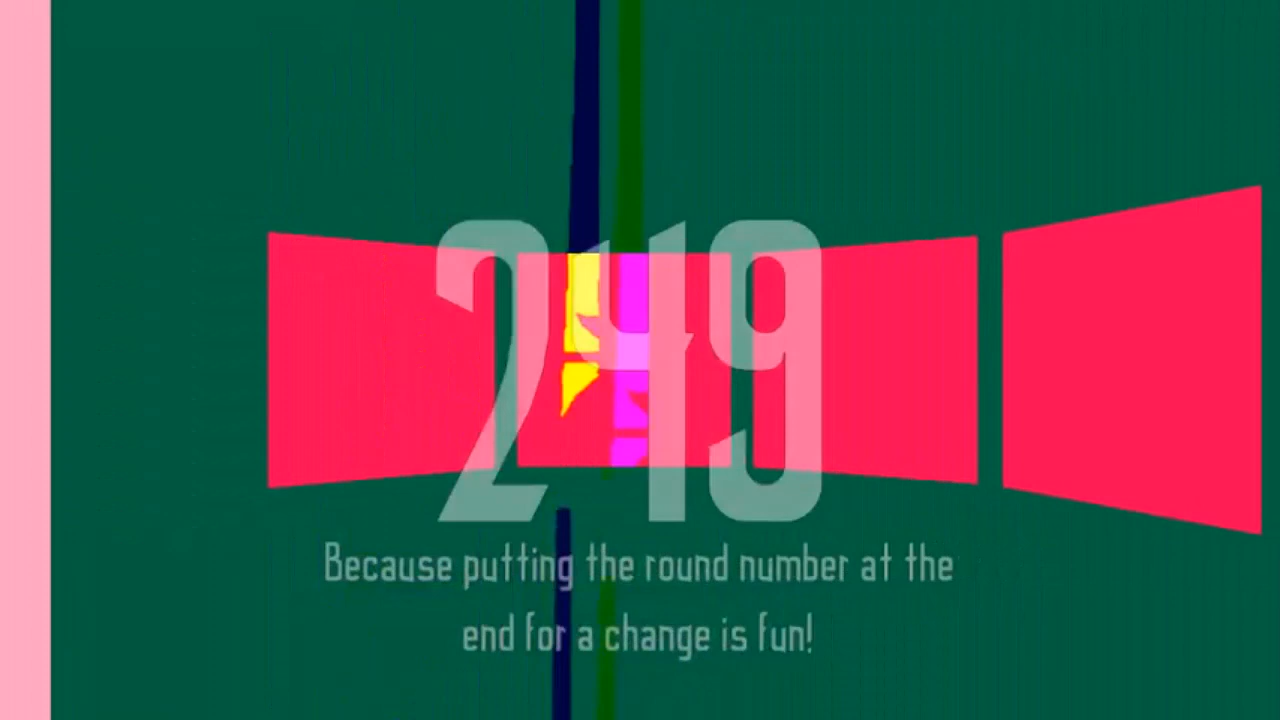 249
Because putting the round number at the
end for a change is fun!